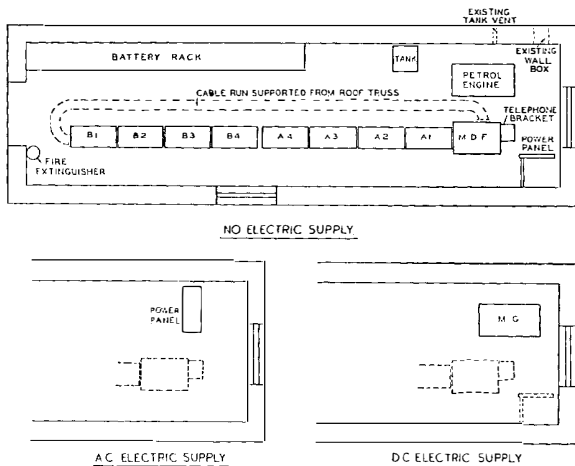 EXISTING
TANK VENT
BATTERY RACK
TANK
EXISTING
WALL
BOX
PETROL
ENGINE
CABLE RUN SUPPORTED FROM ROOF TRUSS
TELEPHONE
BRACKET
B1 B2 B3 B4 A4 A3 A2 A1 M D F
POWER
PANEL
FIRE
EXTINGUISHER
NO ELECTRIC SUPPLY
POWER
PANEL
M G
A C ELECTRIC SUPPLY
D C ELECTRIC SUPPLY